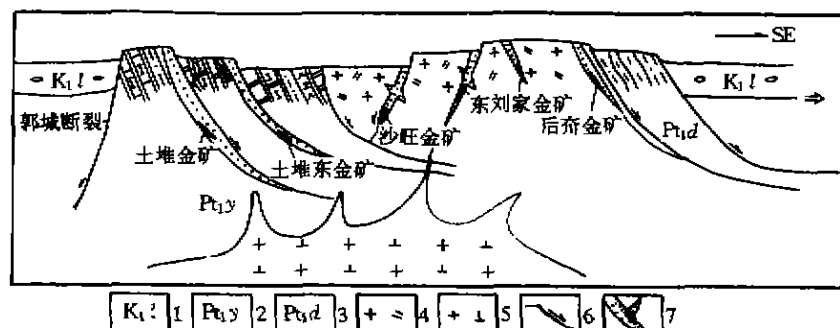 SE
K₁l
K₁l
郭城断裂
土堆金矿
土堆东金矿
沙旺金矿
东刘家金矿
后夼金矿
Pt₁d
Pt₁y
K₁l 1 Pt₁y 2 Pt₁d 3 4 5 6 7